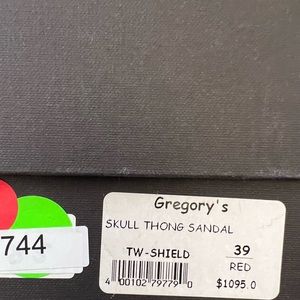 Gregory's
SKULL THONG SANDAL
TW-SHIELD
39
RED
4 00102 79779 0
$1095.0
744